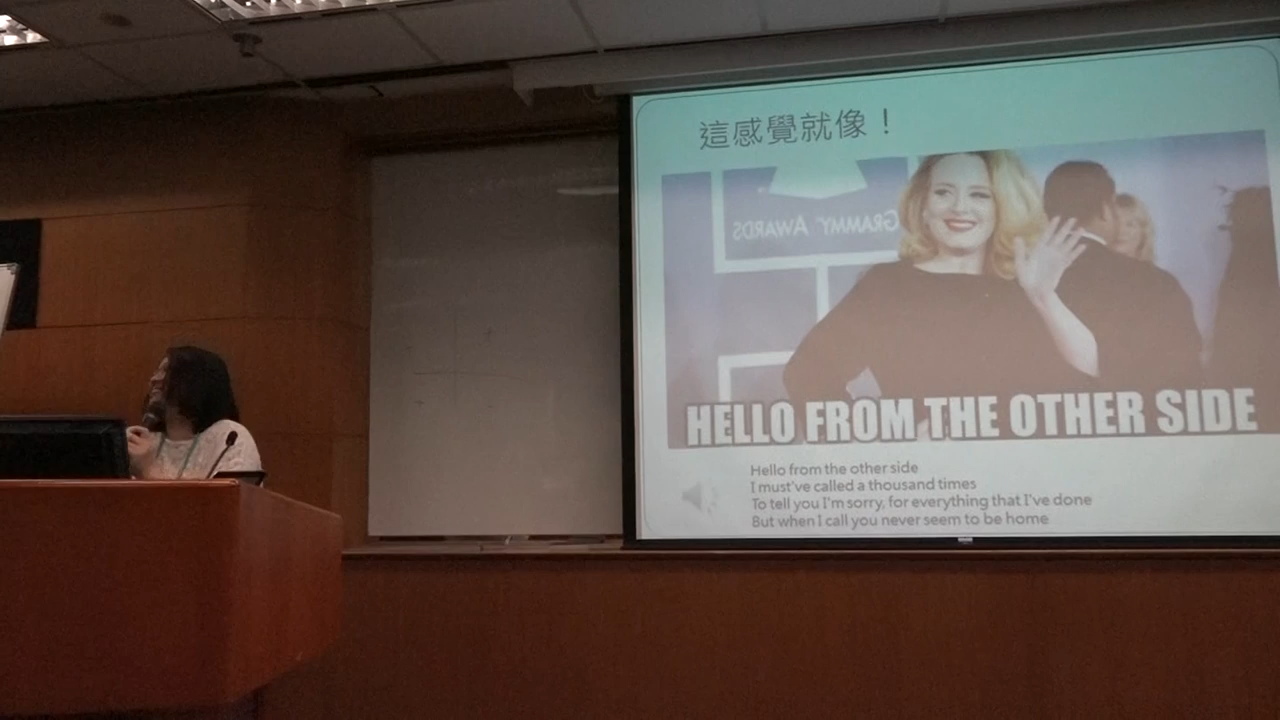 這感覺就像！
GRAMMY AWARDS
HELLO FROM THE OTHER SIDE
Hello from the other side
I must've called a thousand times
To tell you I'm sorry, for everything that I've done
But when I call you never seem to be home